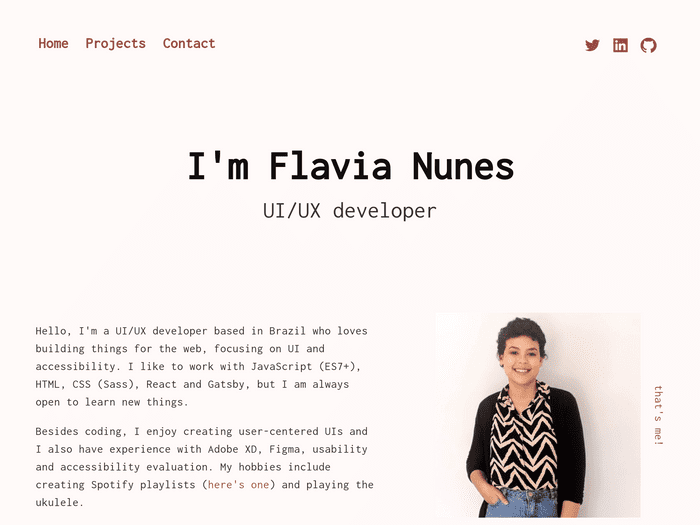 Home Projects Contact
I'm Flavia Nunes
UI/UX developer
Hello, I'm a UI/UX developer based in Brazil who loves
building things for the web, focusing on UI and
accessibility. I like to work with JavaScript (ES7+),
HTML, CSS (Sass), React and Gatsby, but I am always
open to learn new things.
Besides coding, I enjoy creating user-centered UIs and
I also have experience with Adobe XD, Figma, usability
and accessibility evaluation. My hobbies include
creating Spotify playlists (here's one) and playing the
ukulele.
that's me!